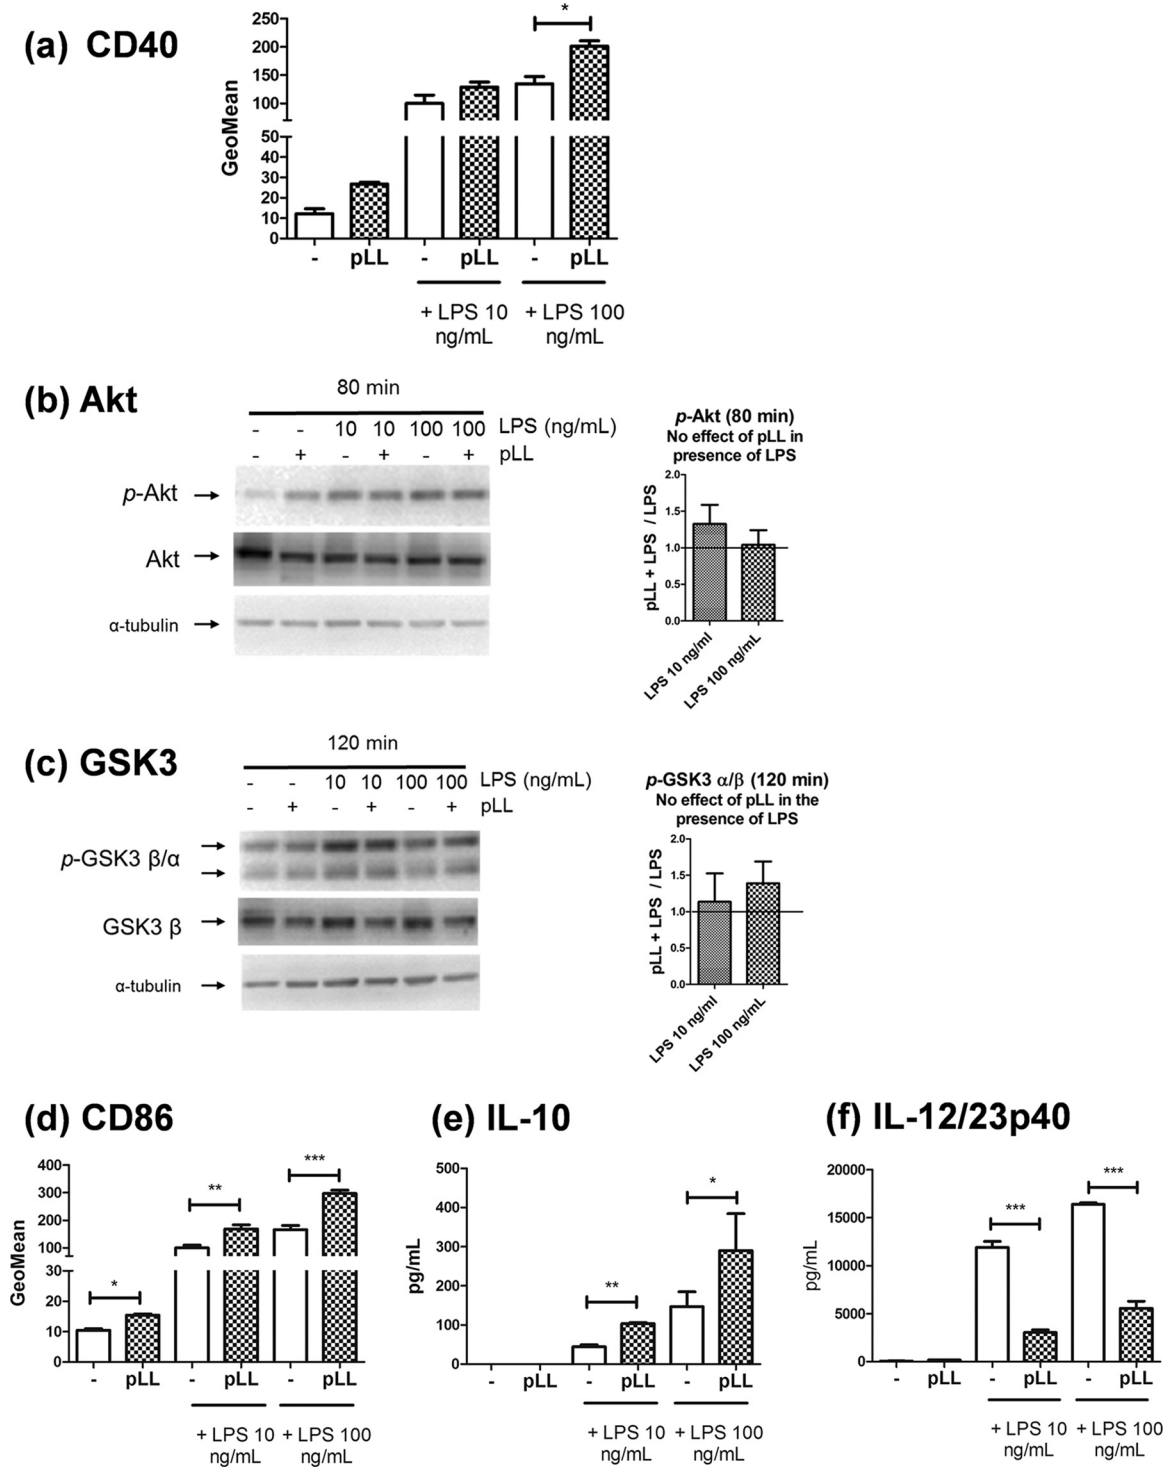 (a) CD40
GeoMean
250
200
150
100
50
40
30
20
10
0
*
- pLL - pLL - pLL
+ LPS 10 ng/mL
+ LPS 100 ng/mL
(b) Akt
80 min
- - 10 10 100 100 LPS (ng/mL)
- + - + - + pLL
p-Akt
Akt
α-tubulin
p-Akt (80 min)
No effect of pLL in
presence of LPS
pLL + LPS / LPS
2.0
1.5
1.0
0.5
0.0
LPS 10 ng/ml
LPS 100 ng/mL
(c) GSK3
120 min
- - 10 10 100 100 LPS (ng/mL)
- + - + - + pLL
p-GSK3 β/α
GSK3 β
α-tubulin
p-GSK3 α/β (120 min)
No effect of pLL in the
presence of LPS
pLL + LPS / LPS
2.0
1.5
1.0
0.5
0.0
LPS 10 ng/ml
LPS 100 ng/mL
(d) CD86
GeoMean
400
300
200
100
30
20
10
0
*
**
***
- pLL - pLL - pLL
+ LPS 10 ng/mL
+ LPS 100 ng/mL
(e) IL-10
pg/mL
500
400
300
200
100
0
**
*
- pLL - pLL - pLL
+ LPS 10 ng/mL
+ LPS 100 ng/mL
(f) IL-12/23p40
pg/mL
20000
15000
10000
5000
0
***
***
- pLL - pLL - pLL
+ LPS 10 ng/mL
+ LPS 100 ng/mL